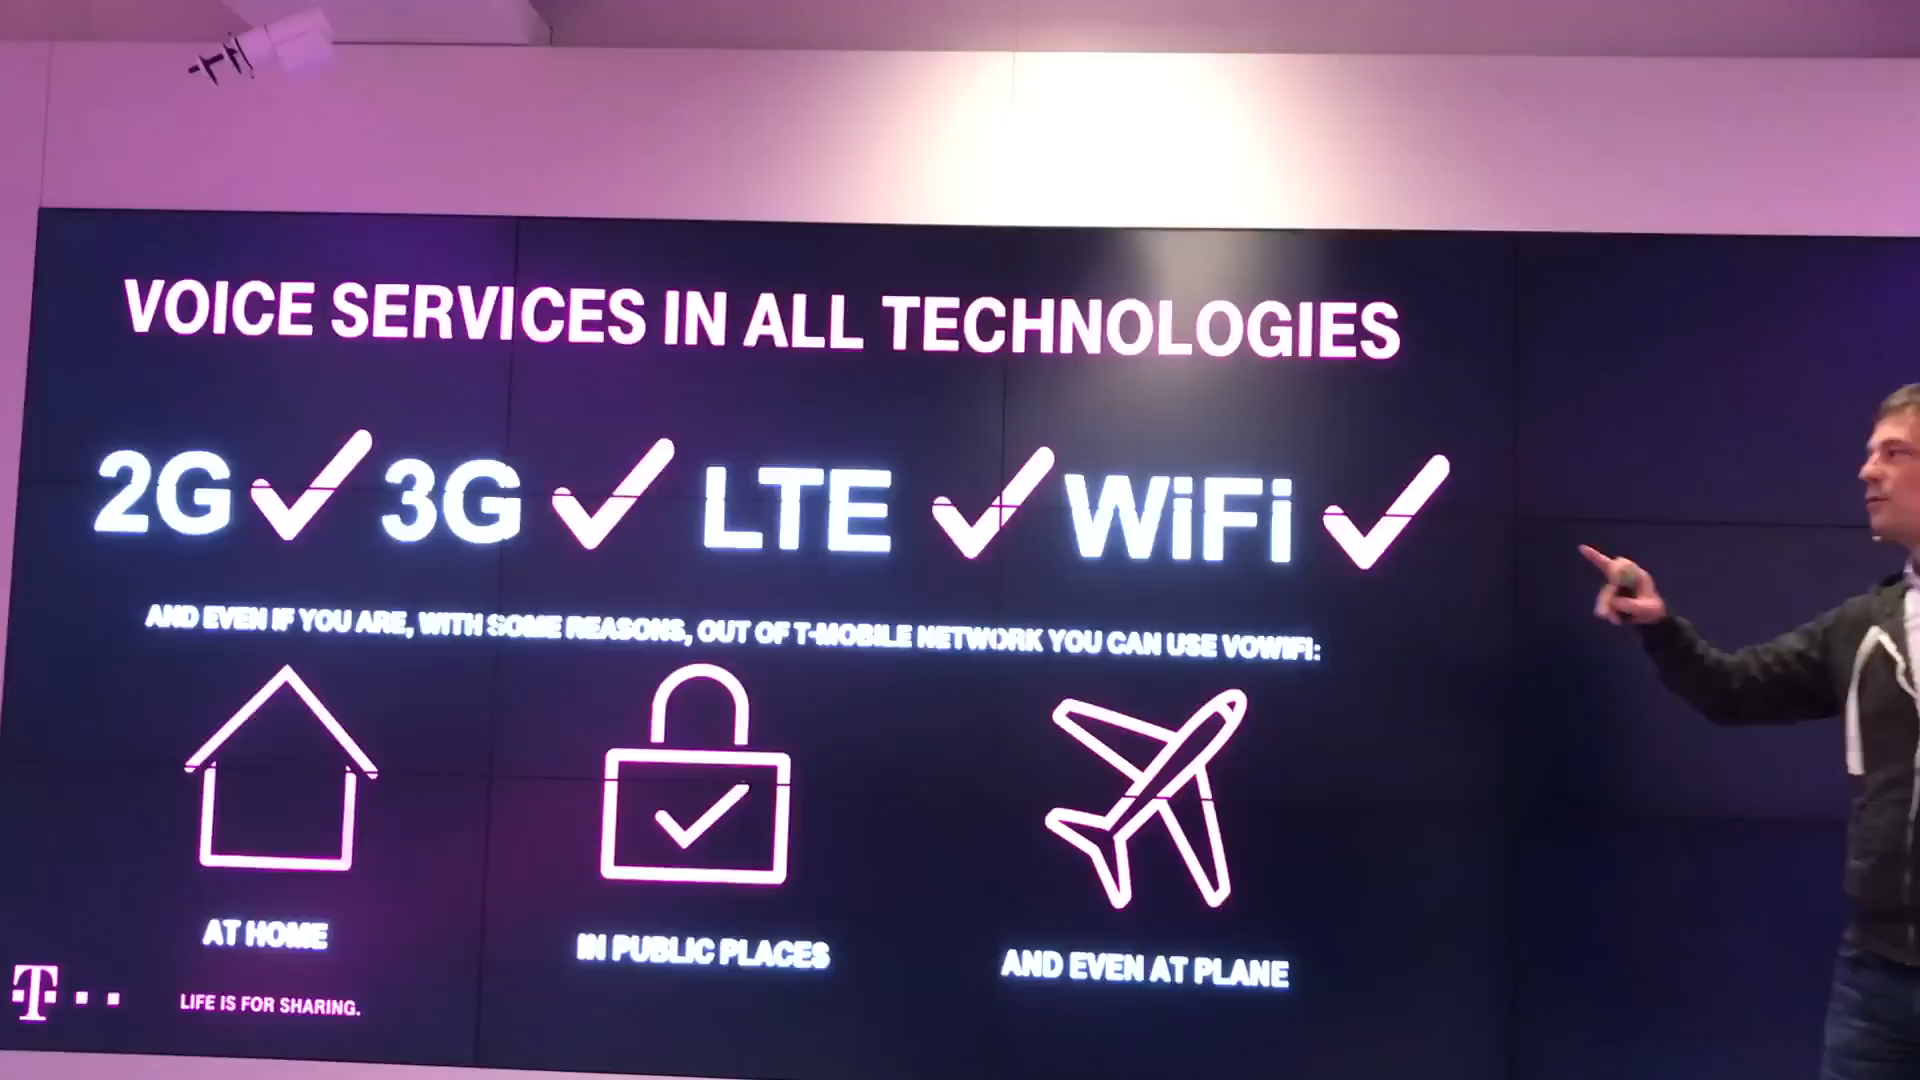 VOICE SERVICES IN ALL TECHNOLOGIES
2G 3G LTE WiFi
AND EVEN IF YOU ARE, WITH SOME REASONS, OUT OF T-MOBILE NETWORK YOU CAN USE VOWIFI:
AT HOME
IN PUBLIC PLACES
AND EVEN AT PLANE
T
LIFE IS FOR SHARING.